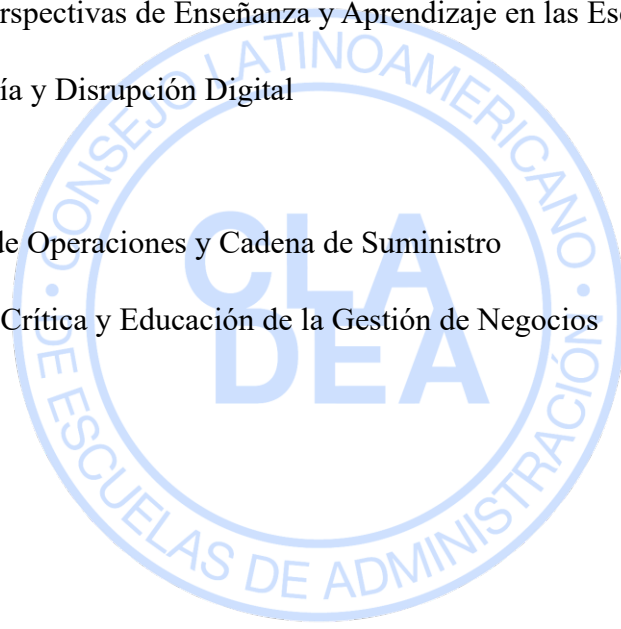 rspectivas de Enseñanza y Aprendizaje en las Es
ía y Disrupción Digital
de Operaciones y Cadena de Suministro
Crítica y Educación de la Gestión de Negocios
CONSEJO LATINOAMERICANO
CLA
DEA
DE ESCUELAS DE ADMINISTRACIÓN